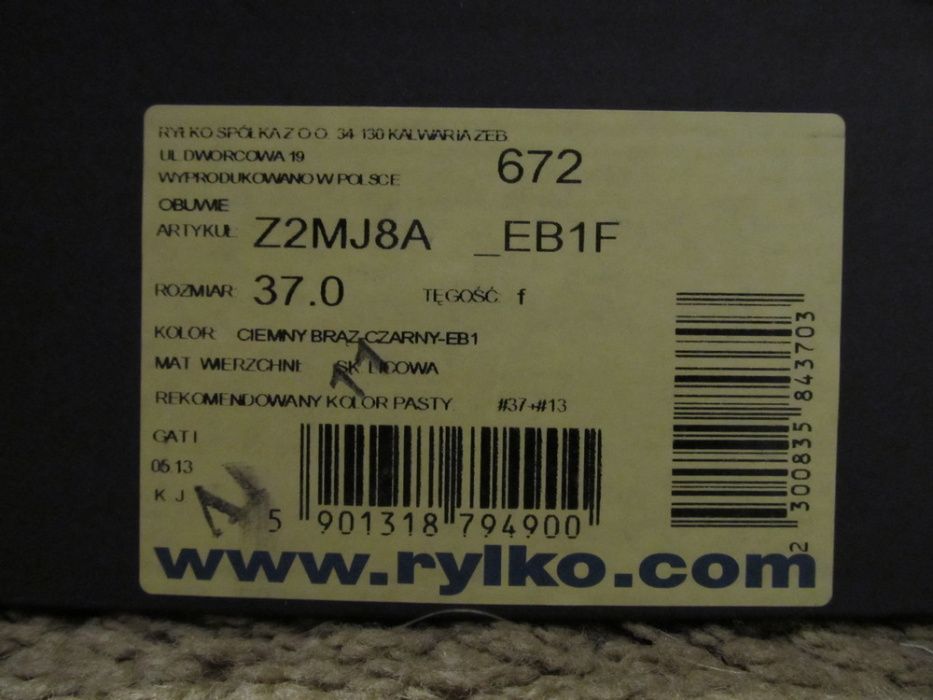 RYŁKO SPÓŁKA Z O O. 34-130 KALWARIA ZEB
UL DWORCOWA 19
672
WYPRODUKOWANO W POLSCE
OBUWIE
ARTYKUŁ: Z2MJ8A _EB1F
ROZMIAR: 37.0 TĘGOŚĆ: f
KOLOR: CIEMNY BRĄZ-CZARNY-EB1
MAT WIERZCHNI: SK LICOWA
REKOMENDOWANY KOLOR PASTY: #37+#13
GAT I
05.13
K J
5 901318 794900
2 300835 843703
www.rylko.com